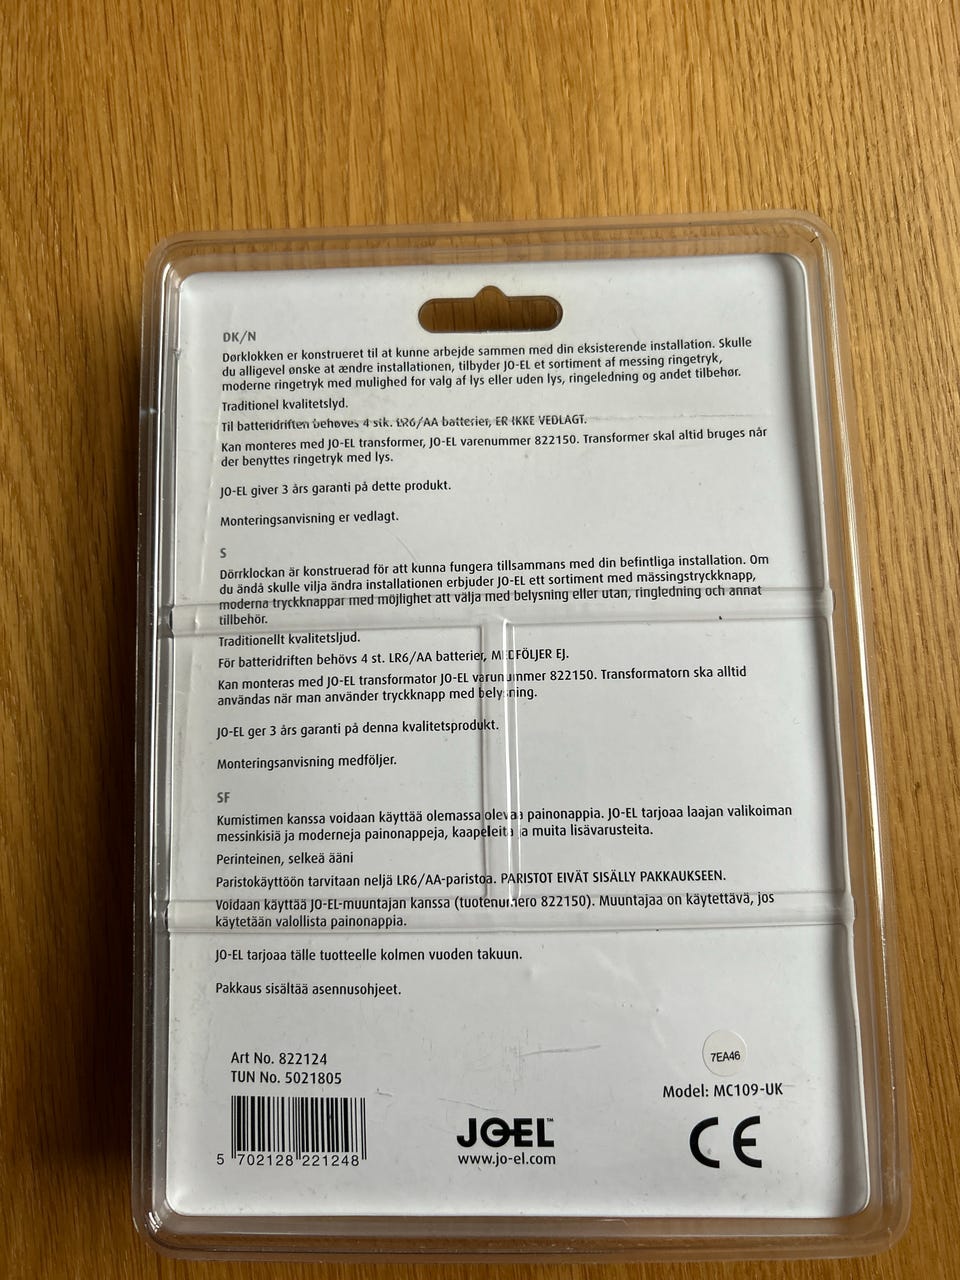 DK/N
Dørklokken er konstrueret til at kunne arbejde sammen med din eksisterende installation. Skulle
du alligevel ønske at ændre installationen, tilbyder JO-EL et sortiment af messing ringetryk,
moderne ringetryk med mulighed for valg af lys eller uden lys, ringeledning og andet tilbehør.
Traditionel kvalitetslyd.
Til batteridriften behøves 4 stk. LR6/AA batterier, ER IKKE VEDLAGT.
Kan monteres med JO-EL transformer, JO-EL varenummer 822150. Transformer skal altid bruges når
der benyttes ringetryk med lys.
JO-EL giver 3 års garanti på dette produkt.
Monteringsanvisning er vedlagt.
S
Dörrklockan är konstruerad för att kunna fungera tillsammans med din befintliga installation. Om
du ändå skulle vilja ändra installationen erbjuder JO-EL ett sortiment med mässingstryckknapp,
moderna tryckknappar med möjlighet att välja med belysning eller utan, ringledning och annat
tillbehör.
Traditionellt kvalitetsljud.
För batteridriften behövs 4 st. LR6/AA batterier, MEDFÖLJER EJ.
Kan monteras med JO-EL transformator JO-EL varunummer 822150. Transformatorn ska alltid
användas när man använder tryckknapp med belysning.
JO-EL ger 3 års garanti på denna kvalitetsprodukt.
Monteringsanvisning medföljer.
SF
Kumistimen kanssa voidaan käyttää olemassa olevaa painonappia. JO-EL tarjoaa laajan valikoiman
messinkisiä ja moderneja painonappeja, kaapeleita ja muita lisävarusteita.
Perinteinen, selkeä ääni
Paristokäyttöön tarvitaan neljä LR6/AA-paristoa. PARISTOT EIVÄT SISÄLLY PAKKAUKSEEN.
Voidaan käyttää JO-EL-muuntajan kanssa (tuotenumero 822150). Muuntajaa on käytettävä, jos
käytetään valollista painonappia.
JO-EL tarjoaa tälle tuotteelle kolmen vuoden takuun.
Pakkaus sisältää asennusohjeet.
Art No. 822124
TUN No. 5021805
5 702128 221248
JO-EL™
www.jo-el.com
7EA46
Model: MC109-UK
CE